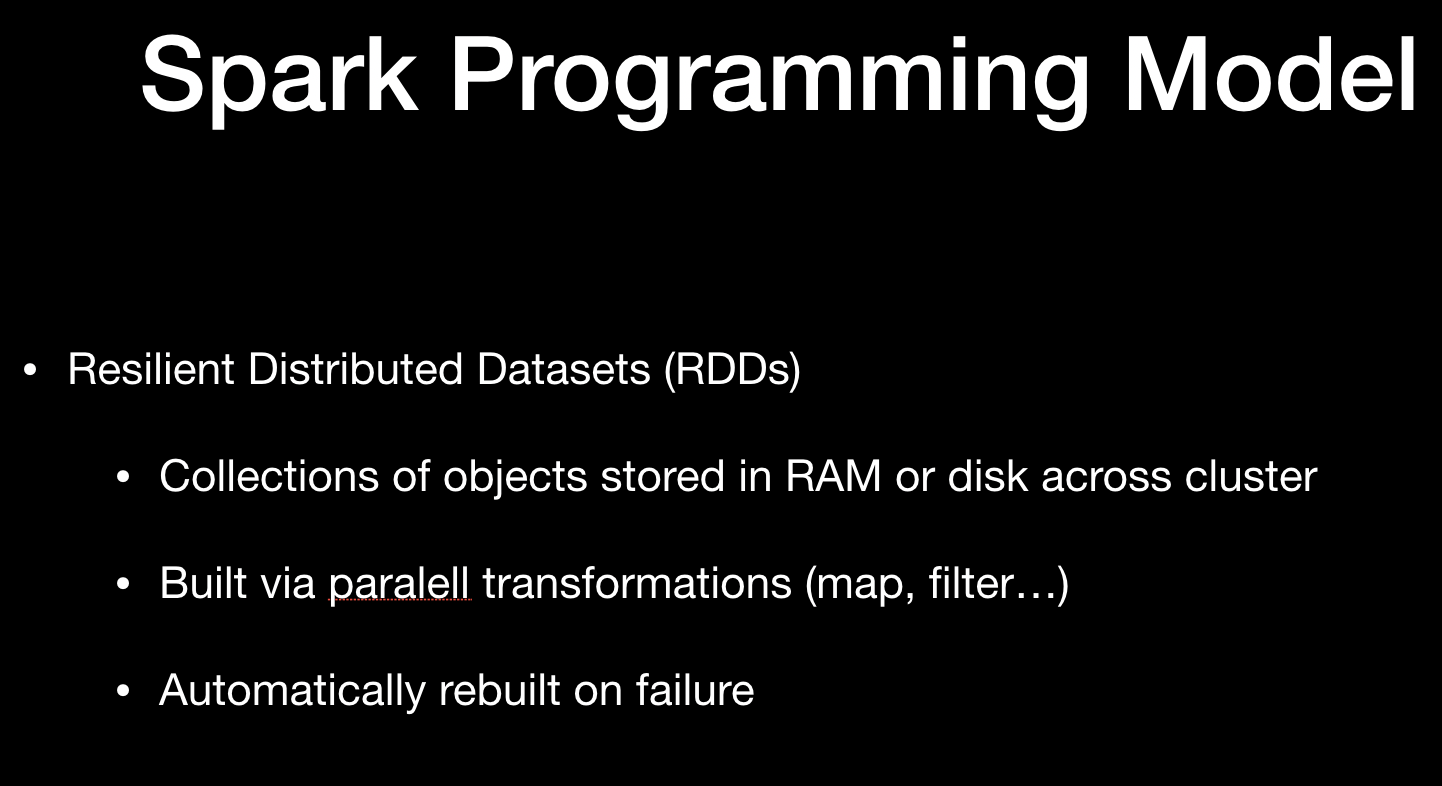 Spark Programming Model
• Resilient Distributed Datasets (RDDs)
• Collections of objects stored in RAM or disk across cluster
• Built via paralell transformations (map, filter…)
• Automatically rebuilt on failure